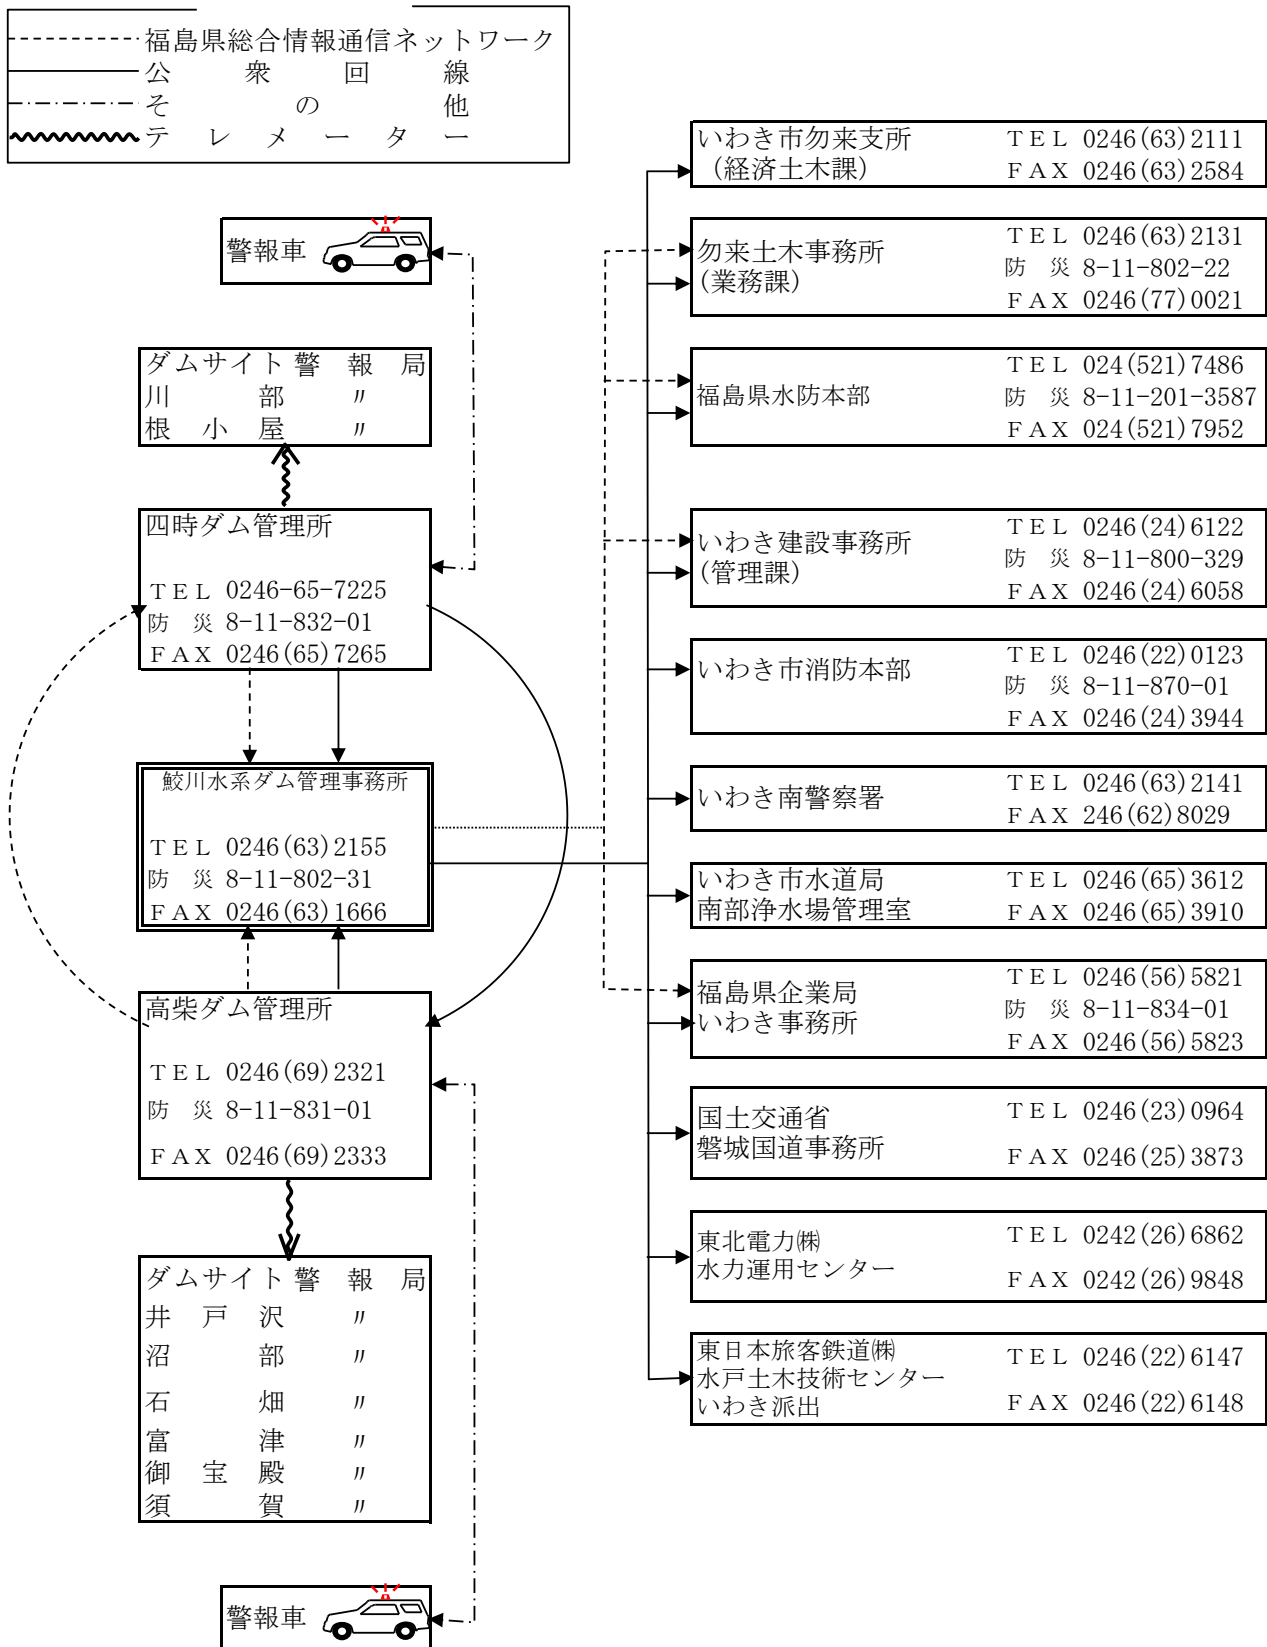 福島県総合情報通信ネットワーク
公衆回線
その他
テレメーター
警報車
ダムサイト警報局
川部 〃
根小屋 〃
四時ダム管理所
TEL 0246-65-7225
防災 8-11-832-01
FAX 0246(65)7265
鮫川水系ダム管理事務所
TEL 0246(63)2155
防災 8-11-802-31
FAX 0246(63)1666
高柴ダム管理所
TEL 0246(69)2321
防災 8-11-831-01
FAX 0246(69)2333
ダムサイト警報局
井戸沢 〃
沼部 〃
石畑 〃
富津 〃
御宝殿 〃
須賀 〃
警報車
いわき市勿来支所 TEL 0246(63)2111
(経済土木課) FAX 0246(63)2584
勿来土木事務所
(業務課)
TEL 0246(63)2131
防災 8-11-802-22
FAX 0246(77)0021
福島県水防本部
TEL 024(521)7486
防災 8-11-201-3587
FAX 024(521)7952
いわき建設事務所
(管理課)
TEL 0246(24)6122
防災 8-11-800-329
FAX 0246(24)6058
いわき市消防本部
TEL 0246(22)0123
防災 8-11-870-01
FAX 0246(24)3944
いわき南警察署
TEL 0246(63)2141
FAX 246(62)8029
いわき市水道局 TEL 0246(65)3612
南部浄水場管理室 FAX 0246(65)3910
福島県企業局
いわき事務所
TEL 0246(56)5821
防災 8-11-834-01
FAX 0246(56)5823
国土交通省
磐城国道事務所
TEL 0246(23)0964
FAX 0246(25)3873
東北電力㈱
水力運用センター
TEL 0242(26)6862
FAX 0242(26)9848
東日本旅客鉄道㈱
水戸土木技術センター
いわき派出
TEL 0246(22)6147
FAX 0246(22)6148